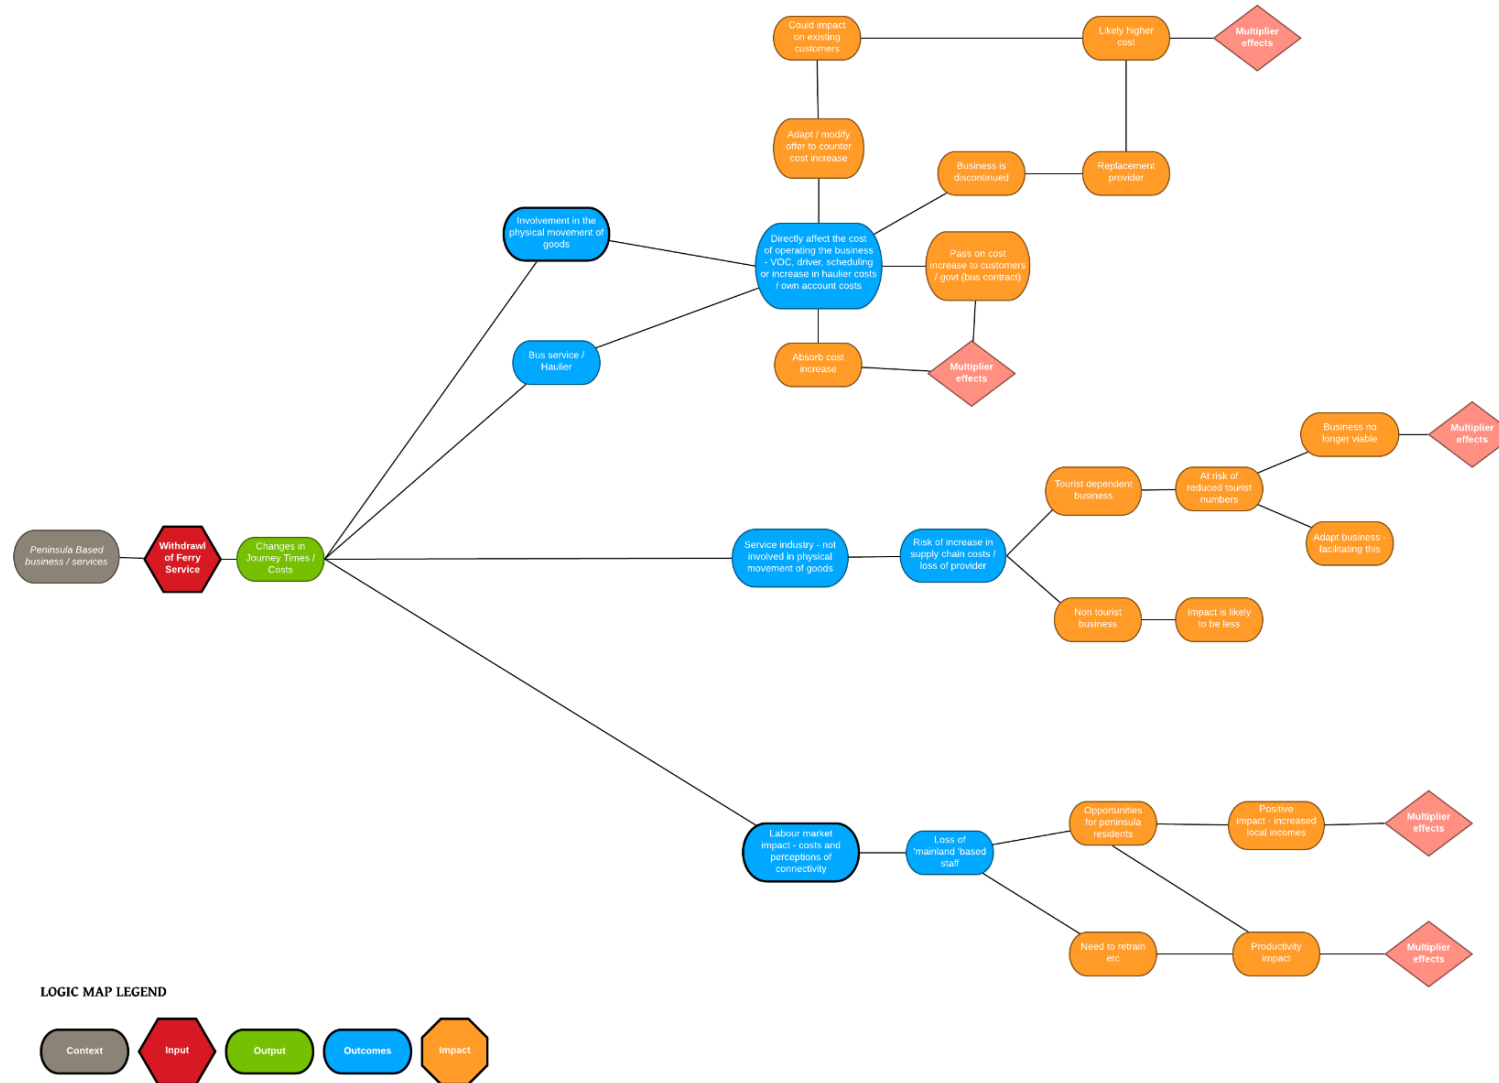 Could impact
on existing
customers
Likely higher
cost
Multiplier
effects
Adapt / modify
offer to counter
cost increase
Business is
discontinued
Replacement
provider
Involvement in the
physical movement of
goods
Directly affect the cost
of operating the business
- VOC, driver, scheduling
or increase in haulier costs
/ own account costs
Pass on cost
increase to customers
/ govt (bus contract)
Bus service /
Haulier
Absorb cost
increase
Multiplier
effects
Business no
longer viable
Multiplier
effects
Tourist dependent
business
At risk of
reduced tourist
numbers
Adapt business -
facilitating this
Peninsula Based
business / services
Withdrawl
of Ferry
Service
Changes in
Journey Times /
Costs
Service industry - not
involved in physical
movement of goods
Risk of increase in
supply chain costs /
loss of provider
Non tourist
business
Impact is likely
to be less
Labour market
impact - costs and
perceptions of
connectivity
Loss of
'mainland 'based
staff
Opportunities
for peninsula
residents
Positive
impact - increased
local incomes
Multiplier
effects
Need to retrain
etc
Productivity
impact
Multiplier
effects
LOGIC MAP LEGEND
Context
Input
Output
Outcomes
Impact